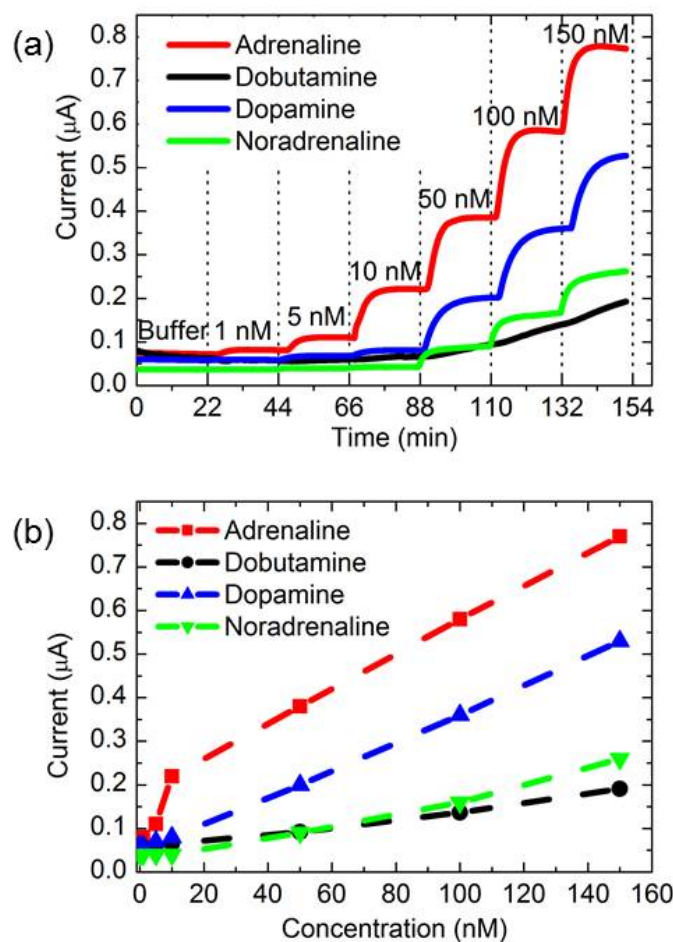 (a)
Adrenaline
Dobutamine
Dopamine
Noradrenaline
Buffer
1 nM
5 nM
10 nM
50 nM
100 nM
150 nM
Current (μA)
0.8
0.7
0.6
0.5
0.4
0.3
0.2
0.1
0.0
0 22 44 66 88 110 132 154
Time (min)
(b)
Adrenaline
Dobutamine
Dopamine
Noradrenaline
Current (μA)
0.8
0.7
0.6
0.5
0.4
0.3
0.2
0.1
0.0
0 20 40 60 80 100 120 140 160
Concentration (nM)